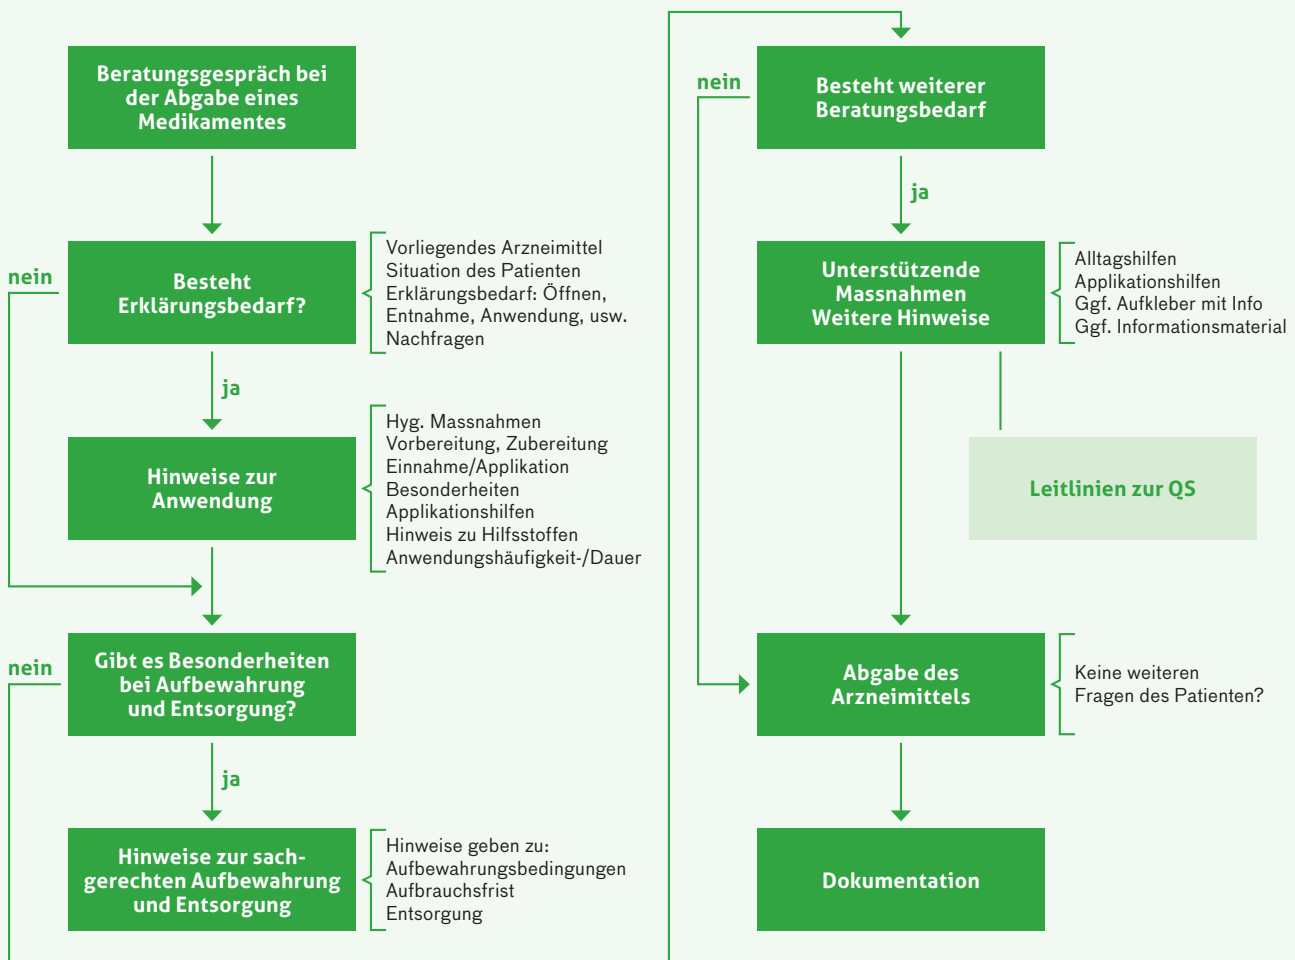 Beratungsgespräch bei
der Abgabe eines
Medikamentes
nein
Besteht
Erklärungsbedarf?
Vorliegendes Arzneimittel
Situation des Patienten
Erklärungsbedarf: Öffnen,
Entnahme, Anwendung, usw.
Nachfragen
ja
Hinweise zur
Anwendung
Hyg. Massnahmen
Vorbereitung, Zubereitung
Einnahme/Applikation
Besonderheiten
Applikationshilfen
Hinweis zu Hilfsstoffen
Anwendungshäufigkeit-/Dauer
nein
Gibt es Besonderheiten
bei Aufbewahrung
und Entsorgung?
ja
Hinweise zur sach-
gerechten Aufbewahrung
und Entsorgung
Hinweise geben zu:
Aufbewahrungsbedingungen
Aufbrauchsfrist
Entsorgung
nein
Besteht weiterer
Beratungsbedarf
ja
Unterstützende
Massnahmen
Weitere Hinweise
Alltagshilfen
Applikationshilfen
Ggf. Aufkleber mit Info
Ggf. Informationsmaterial
Leitlinien zur QS
Abgabe des
Arzneimittels
Keine weiteren
Fragen des Patienten?
Dokumentation